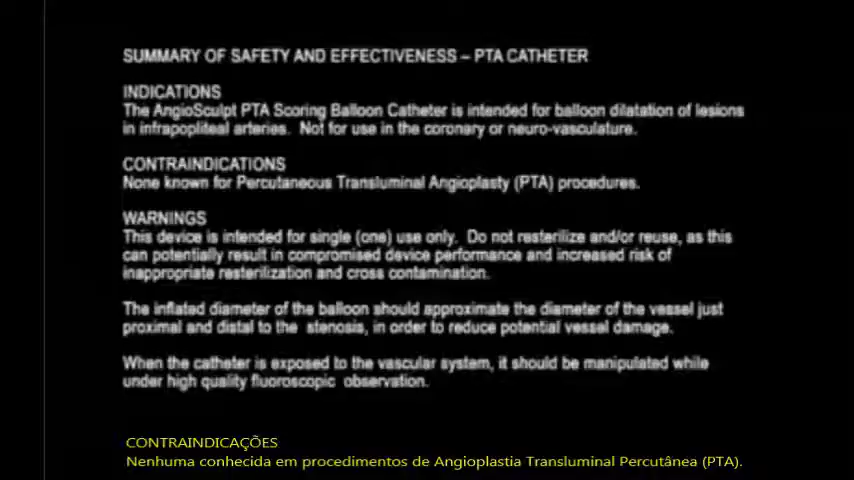 SUMMARY OF SAFETY AND EFFECTIVENESS – PTA CATHETER
INDICATIONS
The AngioSculpt PTA Scoring Balloon Catheter is intended for balloon dilatation of lesions
in infrapopliteal arteries. Not for use in the coronary or neuro-vasculature.
CONTRAINDICATIONS
None known for Percutaneous Transluminal Angioplasty (PTA) procedures.
WARNINGS
This device is intended for single (one) use only. Do not resterilize and/or reuse, as this
can potentially result in compromised device performance and increased risk of
inappropriate resterilization and cross contamination.
The inflated diameter of the balloon should approximate the diameter of the vessel just
proximal and distal to the stenosis, in order to reduce potential vessel damage.
When the catheter is exposed to the vascular system, it should be manipulated while
under high quality fluoroscopic observation.
CONTRAINDICAÇÕES
Nenhuma conhecida em procedimentos de Angioplastia Transluminal Percutânea (PTA).